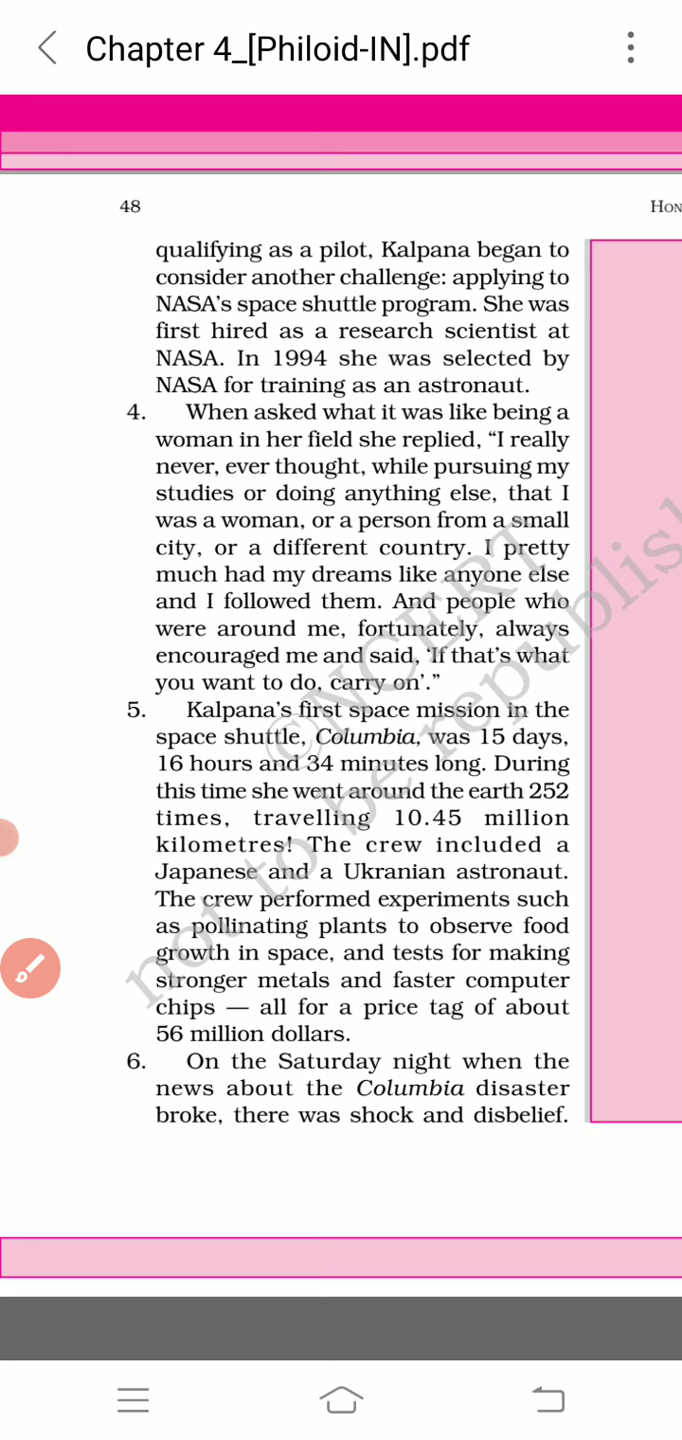 Chapter 4_[Philoid-IN].pdf
48
HON
qualifying as a pilot, Kalpana began to
consider another challenge: applying to
NASA's space shuttle program. She was
first hired as a research scientist at
NASA. In 1994 she was selected by
NASA for training as an astronaut.
4. When asked what it was like being a
woman in her field she replied, “I really
never, ever thought, while pursuing my
studies or doing anything else, that I
was a woman, or a person from a small
city, or a different country. I pretty
much had my dreams like anyone else
and I followed them. And people who
were around me, fortunately, always
encouraged me and said, ‘If that's what
you want to do, carry on’.”
5. Kalpana's first space mission in the
space shuttle, Columbia, was 15 days,
16 hours and 34 minutes long. During
this time she went around the earth 252
times, travelling 10.45 million
kilometres! The crew included a
Japanese and a Ukranian astronaut.
The crew performed experiments such
as pollinating plants to observe food
growth in space, and tests for making
stronger metals and faster computer
chips — all for a price tag of about
56 million dollars.
6. On the Saturday night when the
news about the Columbia disaster
broke, there was shock and disbelief.
©NCERT
not to be republish